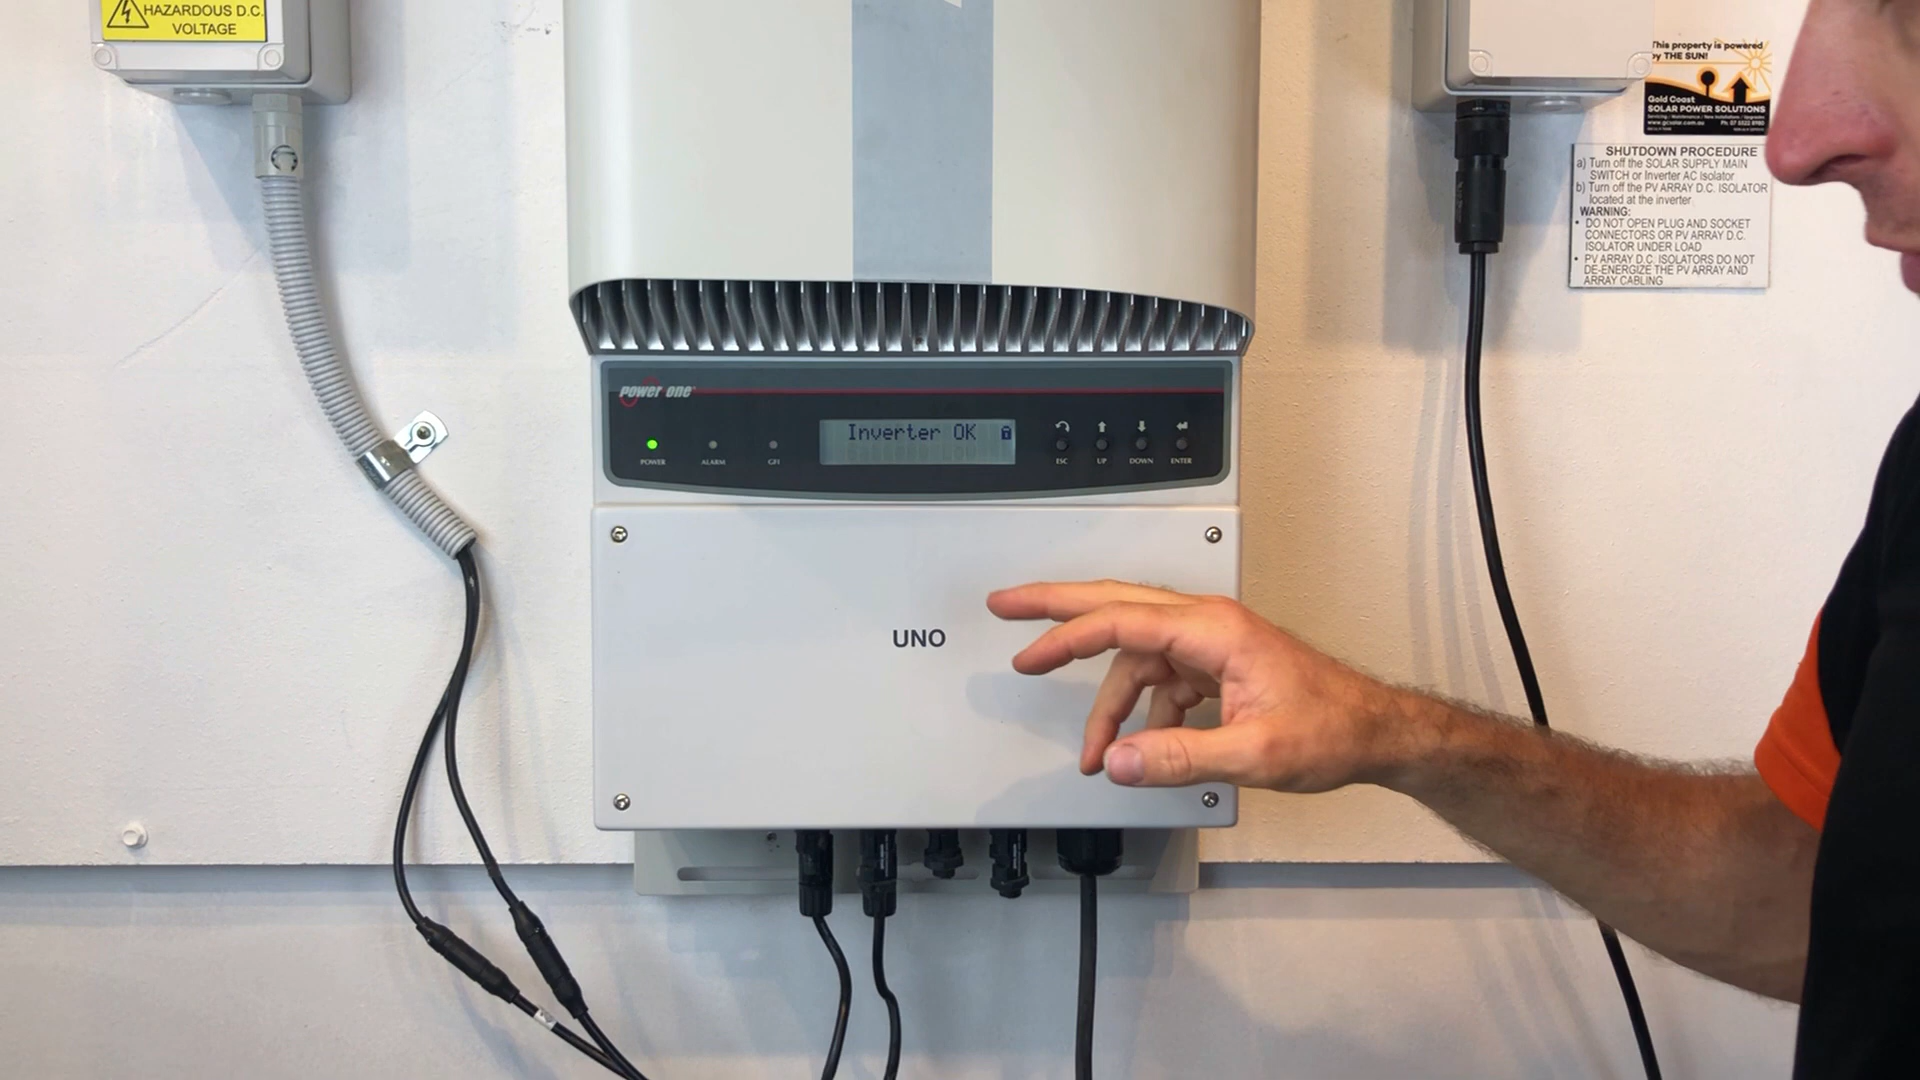 HAZARDOUS D.C.
VOLTAGE
This property is powered
by THE SUN!
Gold Coast
SOLAR POWER SOLUTIONS
SHUTDOWN PROCEDURE
a) Turn off the SOLAR SUPPLY MAIN
SWITCH or Inverter AC Isolator
b) Turn off the PV ARRAY D.C. ISOLATOR
located at the inverter
WARNING:
• DO NOT OPEN PLUG AND SOCKET
CONNECTORS OR PV ARRAY D.C.
ISOLATOR UNDER LOAD
• PV ARRAY D.C. ISOLATORS DO NOT
DE-ENERGIZE THE PV ARRAY AND
ARRAY CABLING
power one
Inverter OK
POWER
ALARM
GFI
ESC
UP
DOWN
ENTER
UNO